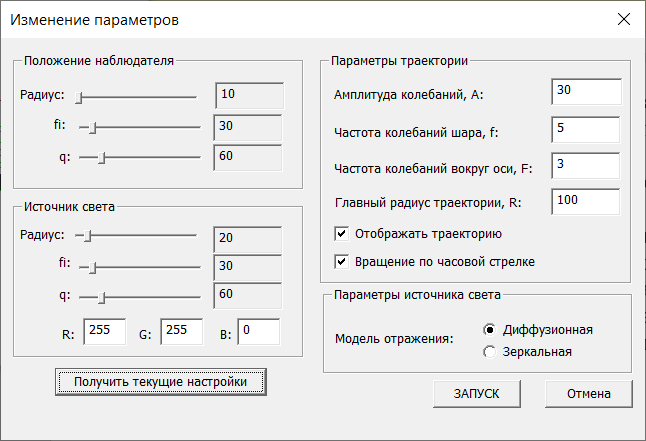 Изменение параметров
Положение наблюдателя
Радиус: 10
fi: 30
q: 60
Источник света
Радиус: 20
fi: 30
q: 60
R: 255 G: 255 B: 0
Получить текущие настройки
Параметры траектории
Амплитуда колебаний, A: 30
Частота колебаний шара, f: 5
Частота колебаний вокруг оси, F: 3
Главный радиус траектории, R: 100
Отображать траекторию
Вращение по часовой стрелке
Параметры источника света
Модель отражения:
Диффузионная
Зеркальная
ЗАПУСК Отмена